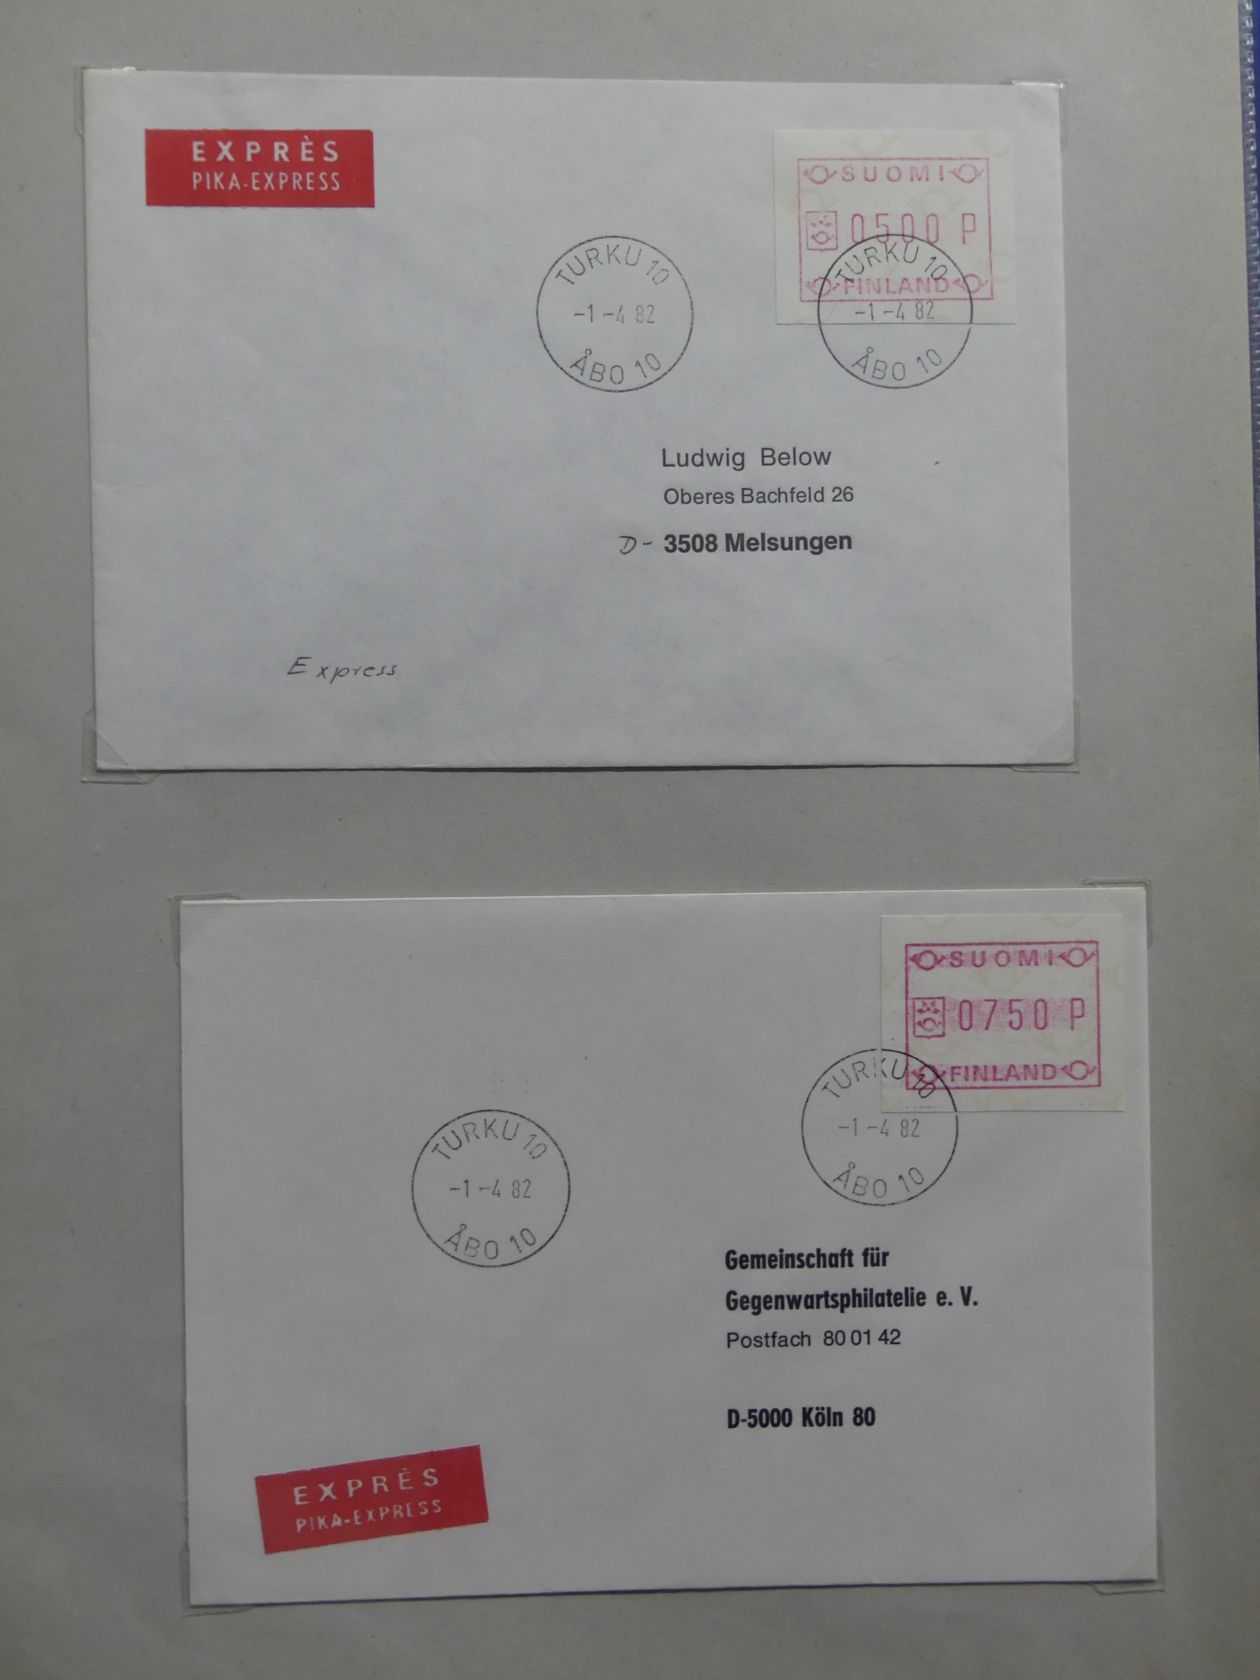 EXPRÈS
PIKA-EXPRESS
SUOMI
0500 P
FINLAND
TURKU 10
-1-4 82
ÅBO 10
TURKU 10
-1-4 82
ÅBO 10
Ludwig Below
Oberes Bachfeld 26
D- 3508 Melsungen
Express
SUOMI
0750 P
FINLAND
TURKU 10
-1-4 82
ÅBO 10
TURKU 10
-1-4 82
ÅBO 10
Gemeinschaft für
Gegenwartsphilatelie e. V.
Postfach 80 01 42
D-5000 Köln 80
EXPRÈS
PIKA-EXPRESS